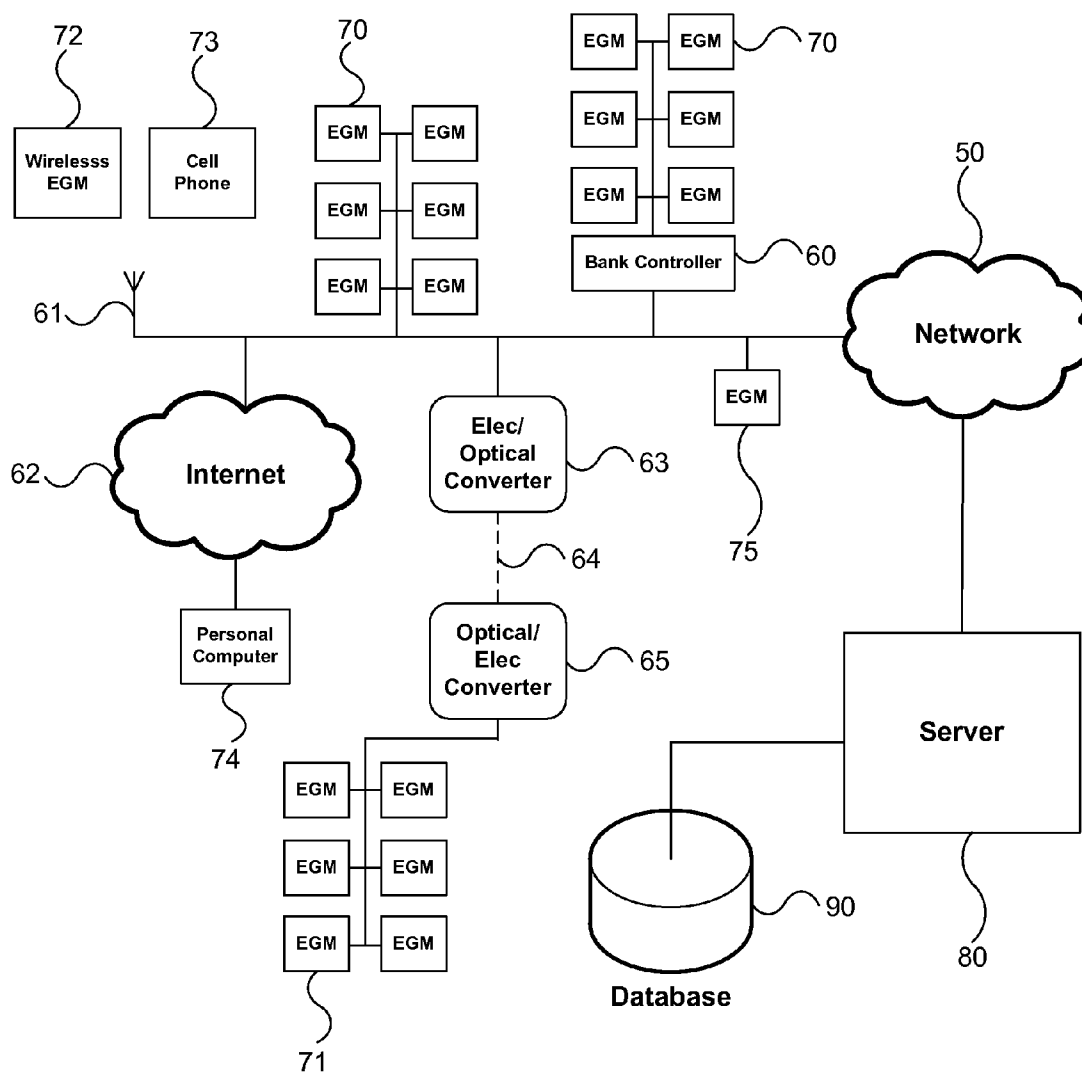 72
73
70
EGM EGM
70
Wirelesss
EGM
Cell
Phone
EGM EGM
EGM EGM
50
EGM EGM
EGM EGM
Bank Controller
60
EGM EGM
61
Network
EGM
Elec/
Optical
Converter
63
62
Internet
75
64
Personal
Computer
Optical/
Elec
Converter
65
74
Server
EGM EGM
EGM EGM
90
EGM EGM
80
Database
71